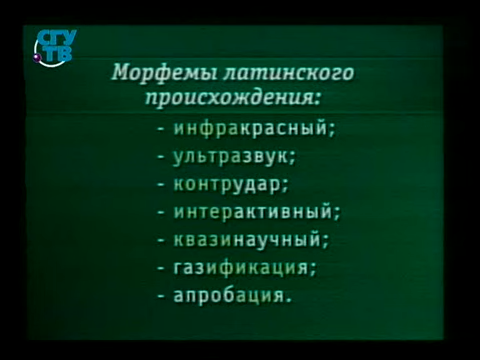 СГУ
ТВ
Морфемы латинского
происхождения:
- инфракрасный;
- ультразвук;
- контрудар;
- интерактивный;
- квазинаучный;
- газификация;
- апробация.